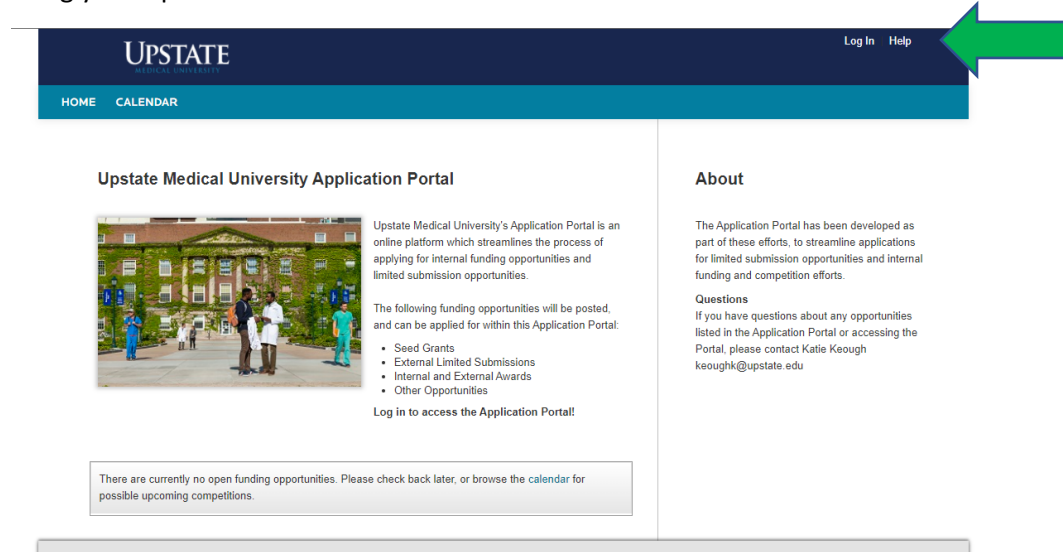 Log In Help
UPSTATE
MEDICAL UNIVERSITY
HOME CALENDAR
Upstate Medical University Application Portal
Upstate Medical University's Application Portal is an
online platform which streamlines the process of
applying for internal funding opportunities and
limited submission opportunities.
The following funding opportunities will be posted,
and can be applied for within this Application Portal:
• Seed Grants
• External Limited Submissions
• Internal and External Awards
• Other Opportunities
Log in to access the Application Portal!
There are currently no open funding opportunities. Please check back later, or browse the calendar for
possible upcoming competitions.
About
The Application Portal has been developed as
part of these efforts, to streamline applications
for limited submission opportunities and internal
funding and competition efforts.
Questions
If you have questions about any opportunities
listed in the Application Portal or accessing the
Portal, please contact Katie Keough
keoughk@upstate.edu